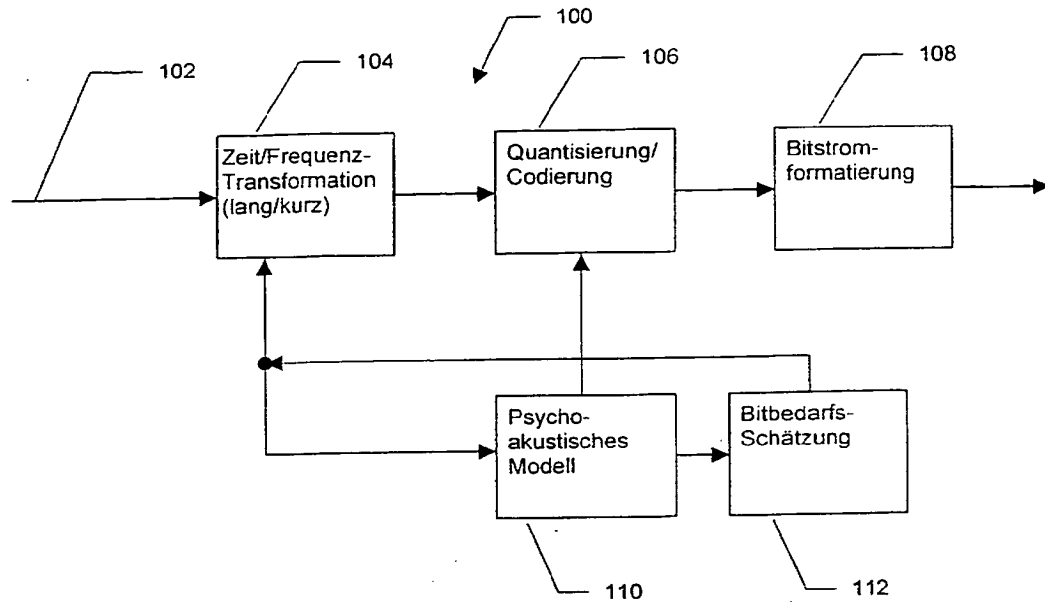 100
102
104
106
108
Zeit/Frequenz-
Transformation
(lang/kurz)
Quantisierung/
Codierung
Bitstrom-
formatierung
Psycho-
akustisches
Modell
Bitbedarfs-
Schätzung
110
112